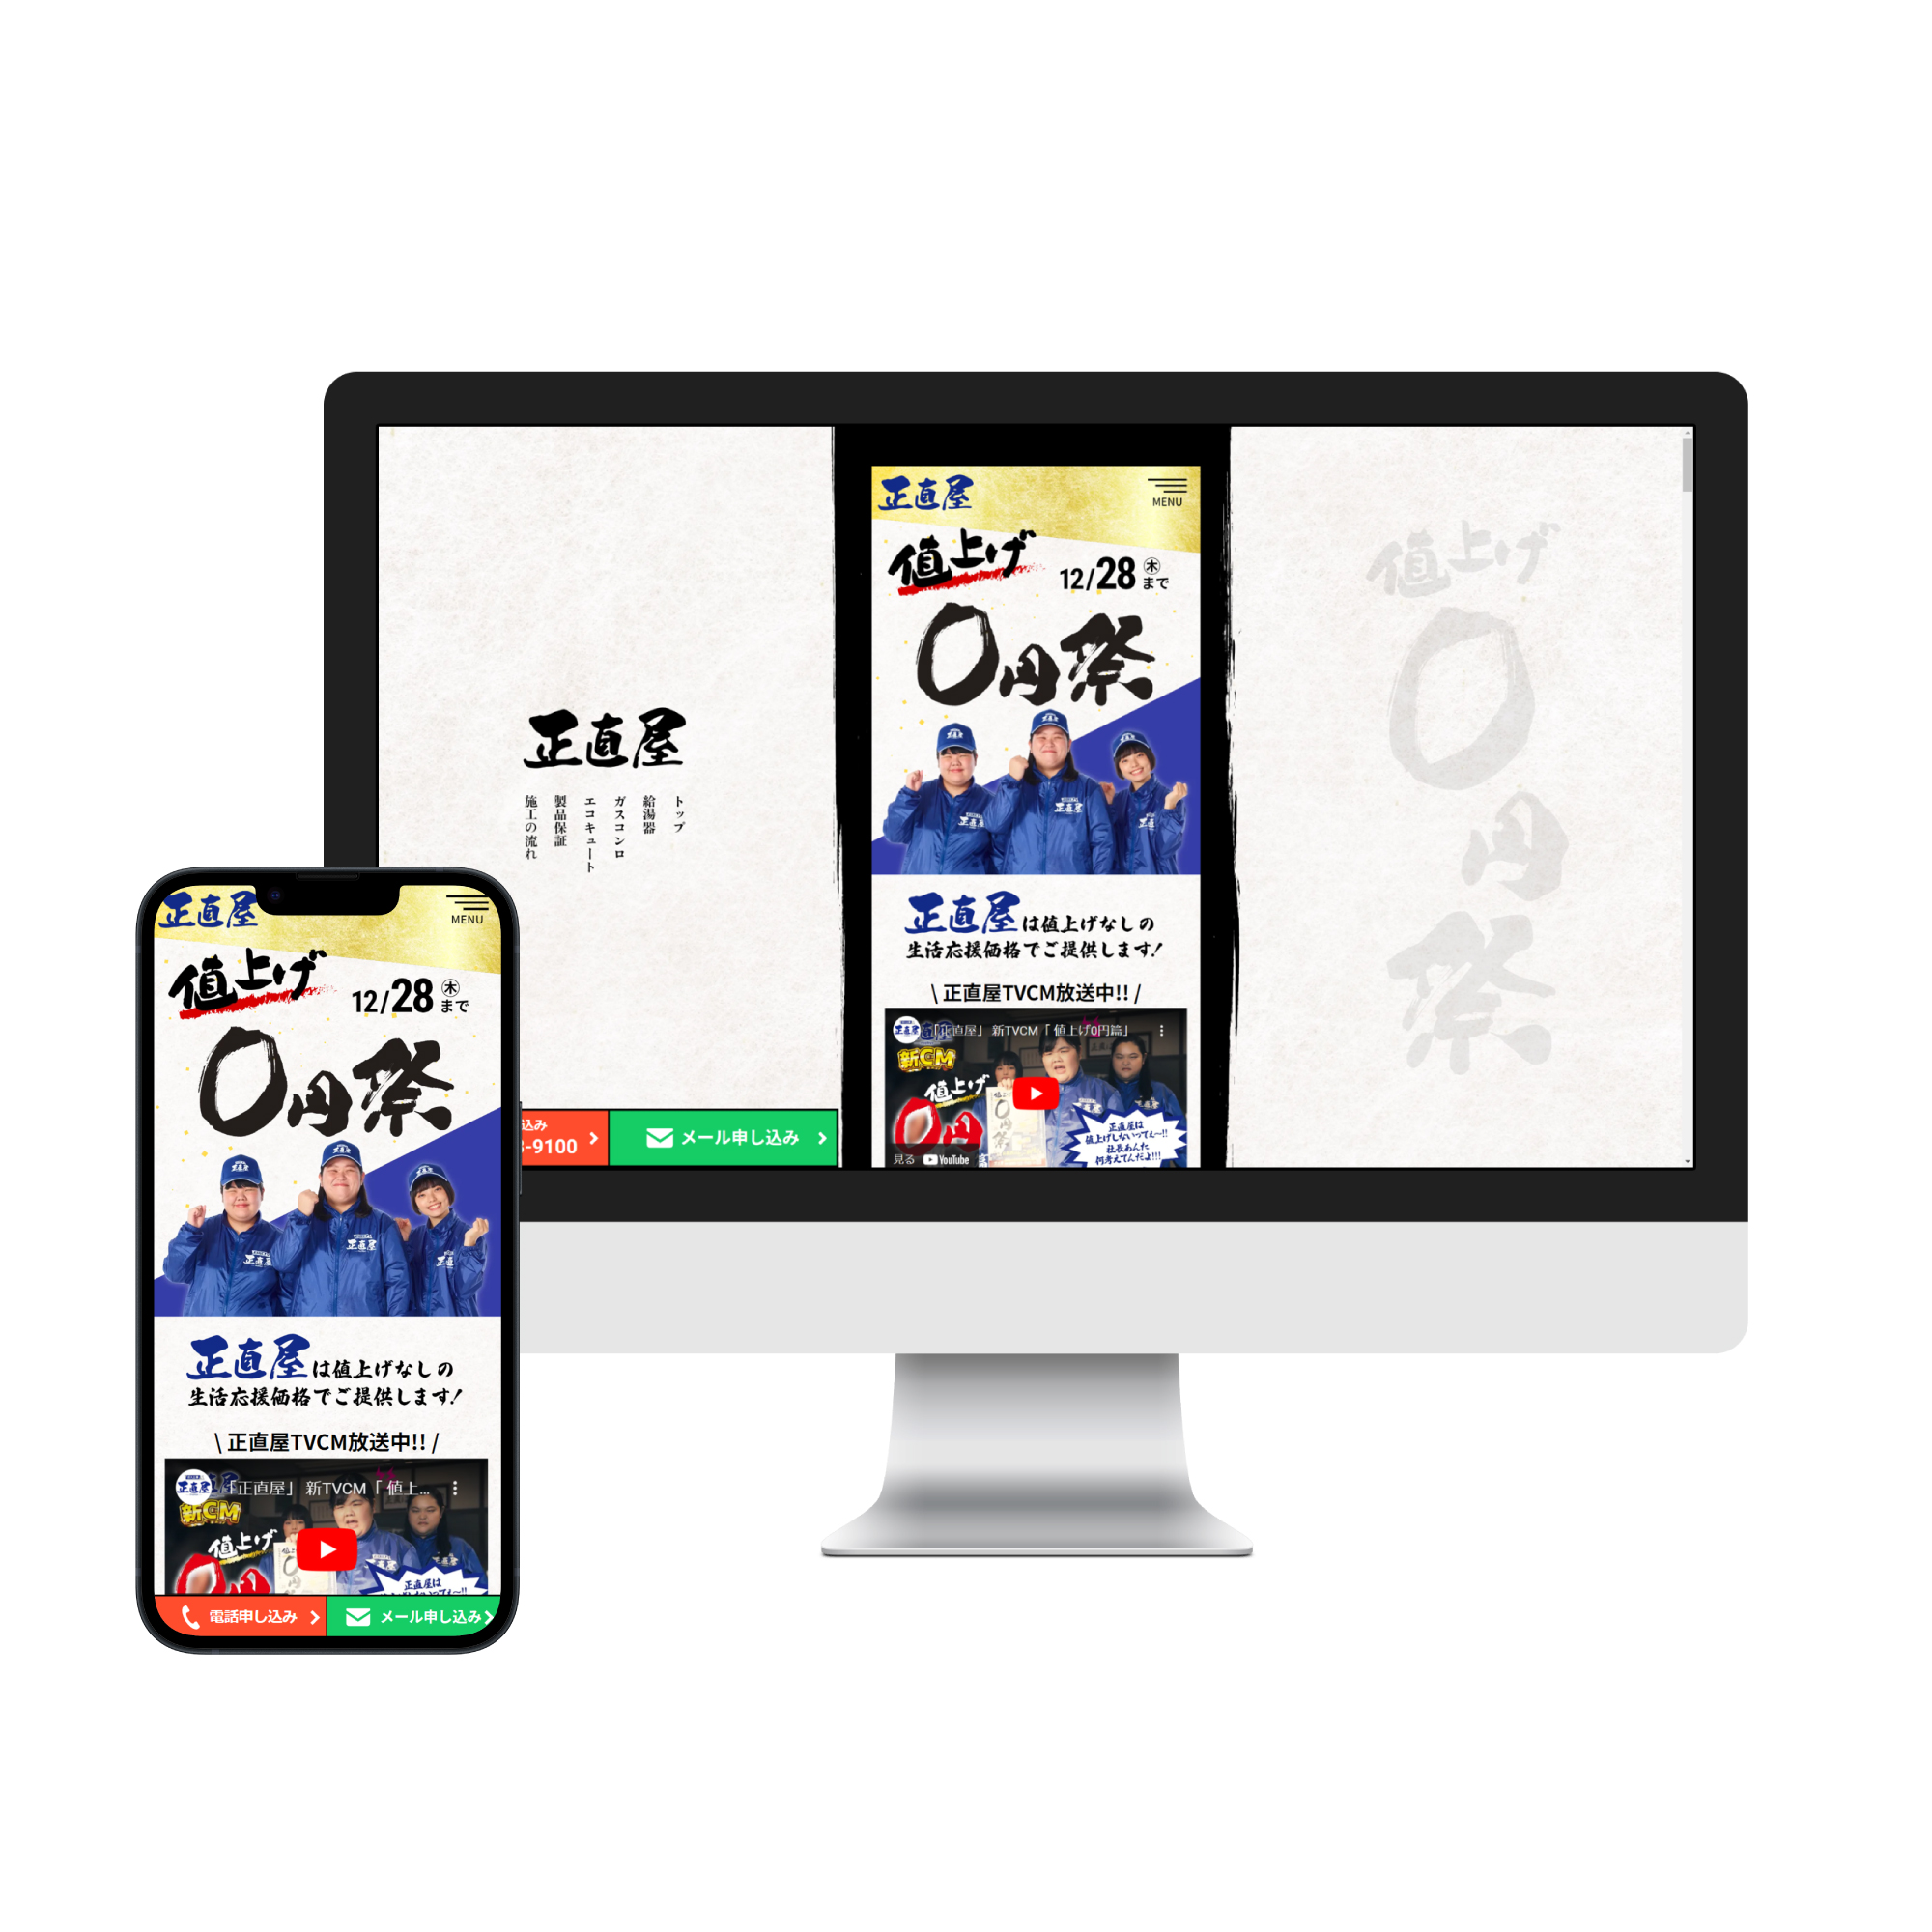 正直屋
トップ
給湯器
ガスコンロ
エコキュート
製品保証
施工の流れ
込み
-9100
メール申し込み
正直屋
MENU
値上げ
12/28㊍まで
0円祭
正直屋は値上げなしの
生活応援価格でご提供します!
\ 正直屋TVCM放送中!! /
「正直屋」 新TVCM「 値上げ0円篇」
新CM
値上げ
0円
正直屋は
値上げしないってぇ〜!!
社長あんた
何考えてんだよ!!!
見る YouTube
値上げ
0円祭
正直屋
MENU
値上げ
12/28㊍まで
0円祭
正直屋は値上げなしの
生活応援価格でご提供します!
\ 正直屋TVCM放送中!! /
「正直屋」 新TVCM「 値上...
新CM
値上げ
0円
正直屋は
電話申し込み
メール申し込み